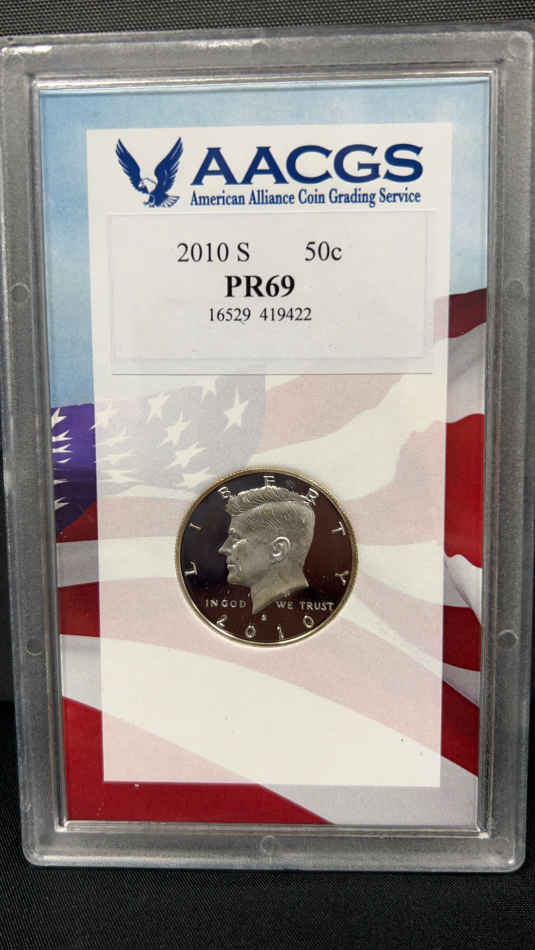 AACGS
American Alliance Coin Grading Service
2010 S 50c
PR69
16529 419422
LIBERTY
IN GOD WE TRUST
S
2010